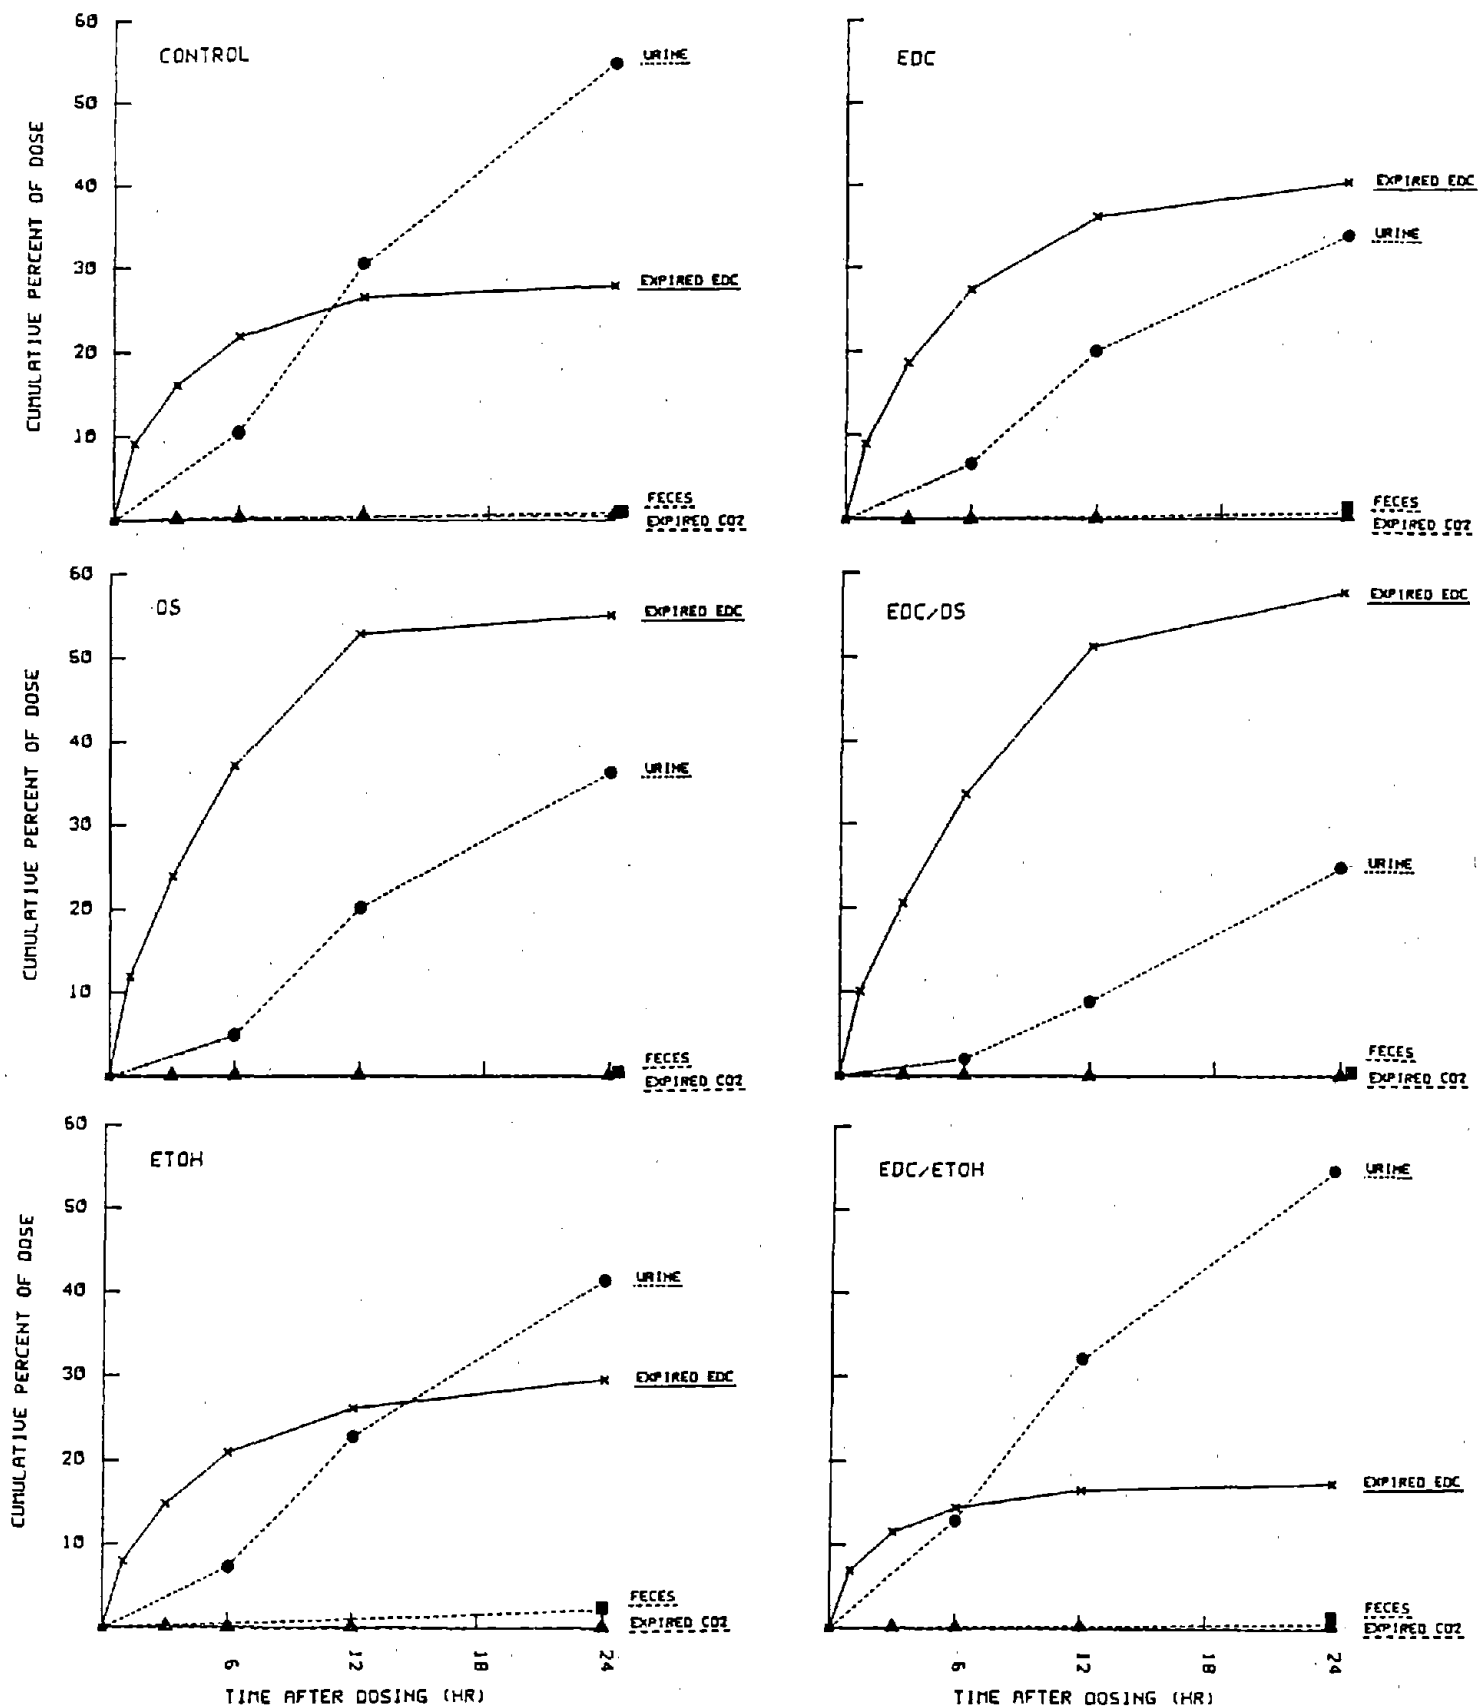 60
50
40
30
20
10
CUMULATIVE PERCENT OF DOSE
CONTROL
URINE
EXPIRED EDC
FECES
EXPIRED CO2
EDC
EXPIRED EDC
URINE
FECES
EXPIRED CO2
60
50
40
30
20
10
CUMULATIVE PERCENT OF DOSE
DS
EXPIRED EDC
URINE
FECES
EXPIRED CO2
EDC/DS
EXPIRED EDC
URINE
FECES
EXPIRED CO2
60
50
40
30
20
10
CUMULATIVE PERCENT OF DOSE
ETOH
URINE
EXPIRED EDC
FECES
EXPIRED CO2
6 12 18 24
TIME AFTER DOSING (HR)
EDC/ETOH
URINE
EXPIRED EDC
FECES
EXPIRED CO2
6 12 18 24
TIME AFTER DOSING (HR)